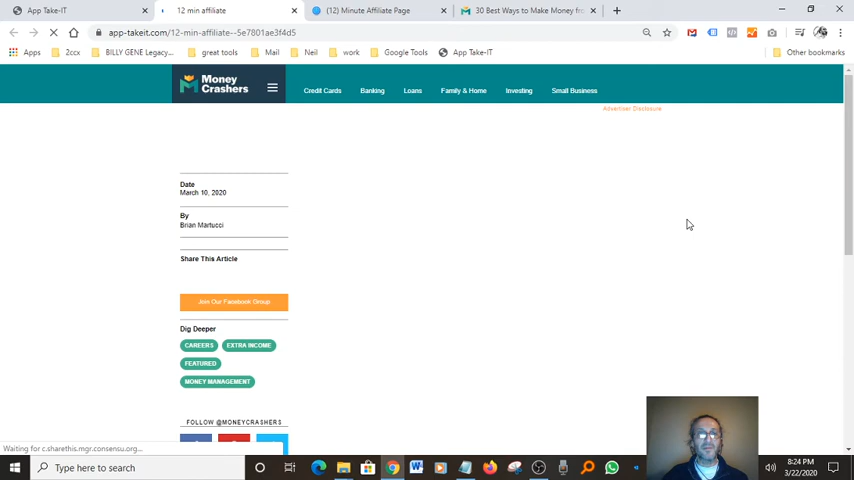 App Take-IT
12 min affiliate
(12) Minute Affiliate Page
30 Best Ways to Make Money fro
app-takeit.com/12-min-affiliate--5e7801ae3f4d5
Apps
2ccx
BILLY GENE Legacy...
great tools
Mail
Neil
work
Google Tools
App Take-IT
Other bookmarks
Money
Crashers
Credit Cards
Banking
Loans
Family & Home
Investing
Small Business
Advertiser Disclosure
Date
March 10, 2020
By
Brian Martucci
Share This Article
Join Our Facebook Group
Dig Deeper
CAREERS
EXTRA INCOME
FEATURED
MONEY MANAGEMENT
FOLLOW @MONEYCRASHERS
Waiting for c.sharethis.mgr.consensu.org...
Type here to search
8:24 PM
3/22/2020